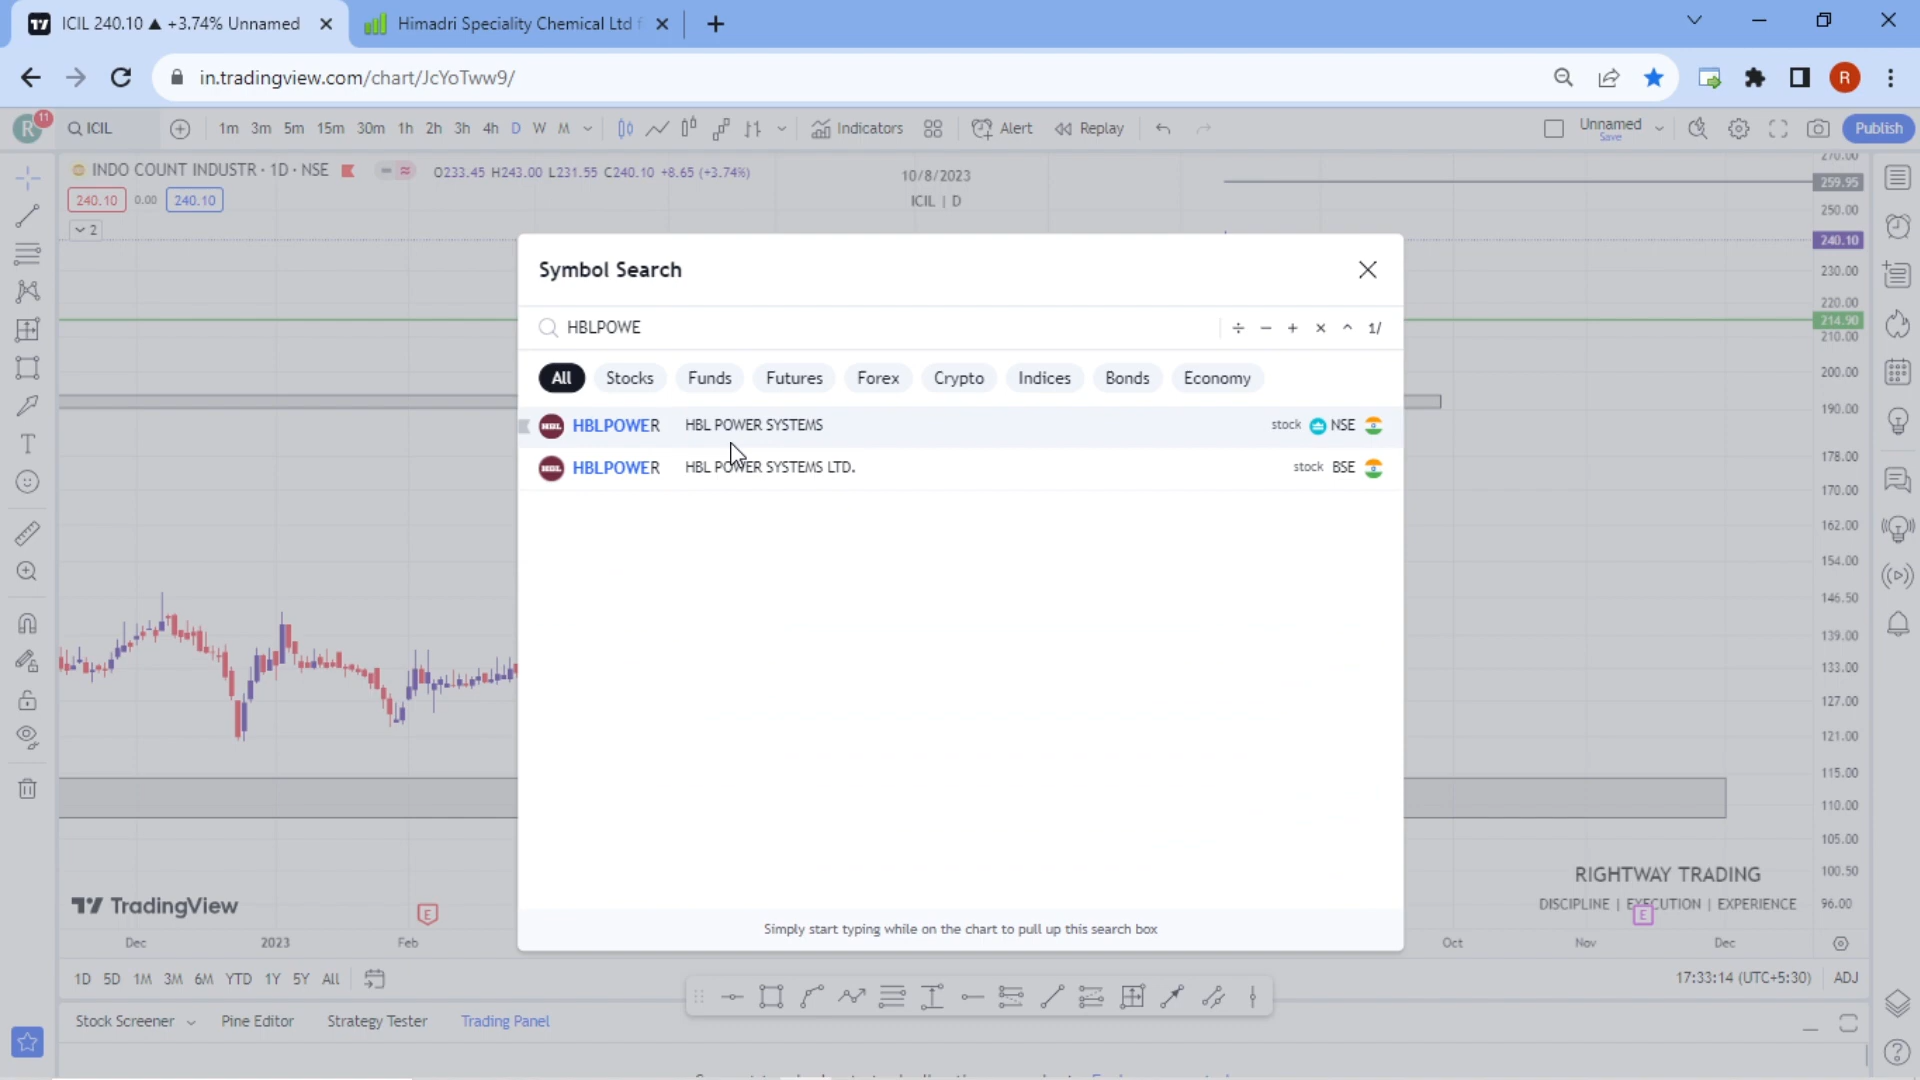 ICIL 240.10 ▲ +3.74% Unnamed
Himadri Speciality Chemical Ltd f
in.tradingview.com/chart/JcYoTww9/
R
R 11 ICIL 1m 3m 5m 15m 30m 1h 2h 3h 4h D W M Indicators Alert Replay Unnamed Save Publish
INDO COUNT INDUSTR · 1D · NSE O233.45 H243.00 L231.55 C240.10 +8.65 (+3.74%)
240.10 0.00 240.10
2
10/8/2023
ICIL | D
Symbol Search
HBLPOWE
÷ − + × ^ 1/
All Stocks Funds Futures Forex Crypto Indices Bonds Economy
HBL HBLPOWER HBL POWER SYSTEMS stock NSE
HBL HBLPOWER HBL POWER SYSTEMS LTD. stock BSE
Simply start typing while on the chart to pull up this search box
270.00
259.95
250.00
240.10
230.00
220.00
214.90
210.00
200.00
190.00
178.00
170.00
162.00
154.00
146.50
139.00
133.00
127.00
121.00
115.00
110.00
105.00
100.50
96.00
RIGHTWAY TRADING
DISCIPLINE | EXECUTION | EXPERIENCE
E
TradingView
E
Dec 2023 Feb Oct Nov Dec
1D 5D 1M 3M 6M YTD 1Y 5Y All
17:33:14 (UTC+5:30) ADJ
Stock Screener Pine Editor Strategy Tester Trading Panel